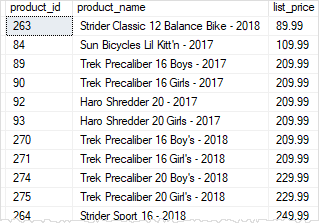 product_id product_name list_price
263 Strider Classic 12 Balance Bike - 2018 89.99
84 Sun Bicycles Lil Kitt'n - 2017 109.99
89 Trek Precaliber 16 Boys - 2017 209.99
90 Trek Precaliber 16 Girls - 2017 209.99
92 Haro Shredder 20 - 2017 209.99
93 Haro Shredder 20 Girls - 2017 209.99
270 Trek Precaliber 16 Boy's - 2018 209.99
271 Trek Precaliber 16 Girl's - 2018 209.99
274 Trek Precaliber 20 Boy's - 2018 229.99
275 Trek Precaliber 20 Girl's - 2018 229.99
264 Strider Sport 16 - 2018 249.99